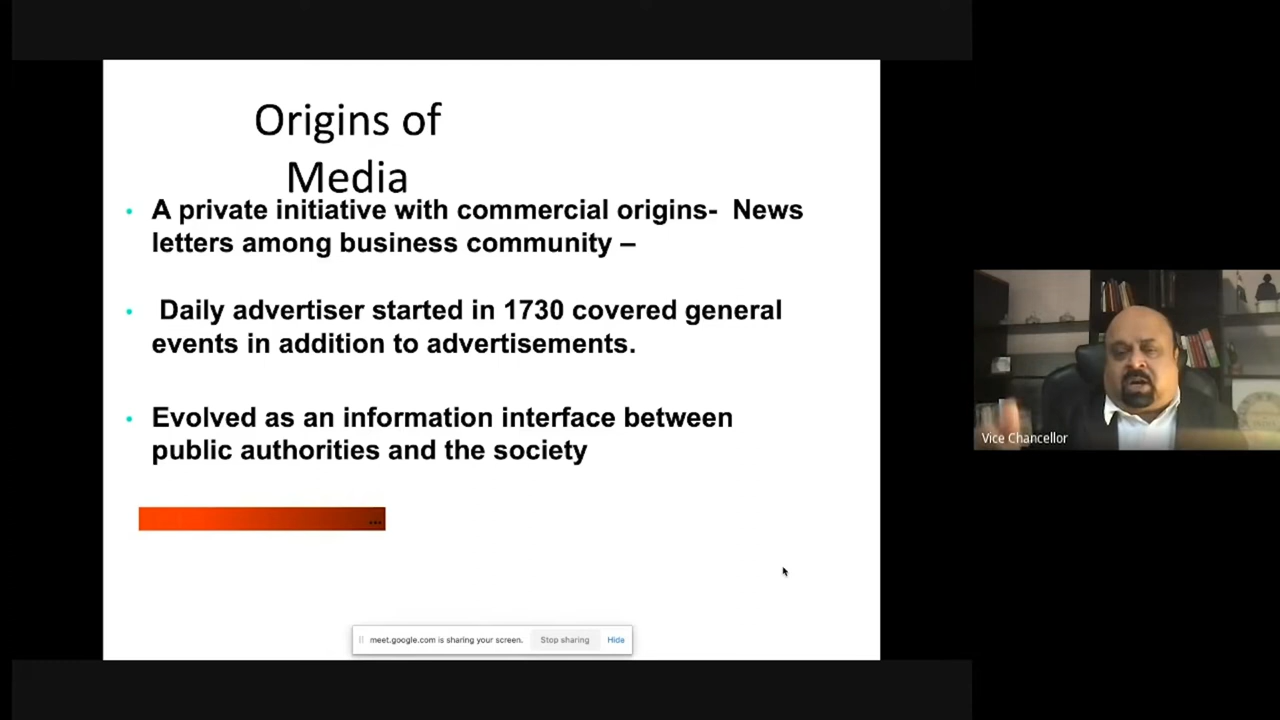 Origins of
Media
• A private initiative with commercial origins-  News
letters among business community –
•  Daily advertiser started in 1730 covered general
events in addition to advertisements.
• Evolved as an information interface between
public authorities and the society
...
meet.google.com is sharing your screen. Stop sharing Hide
Vice Chancellor